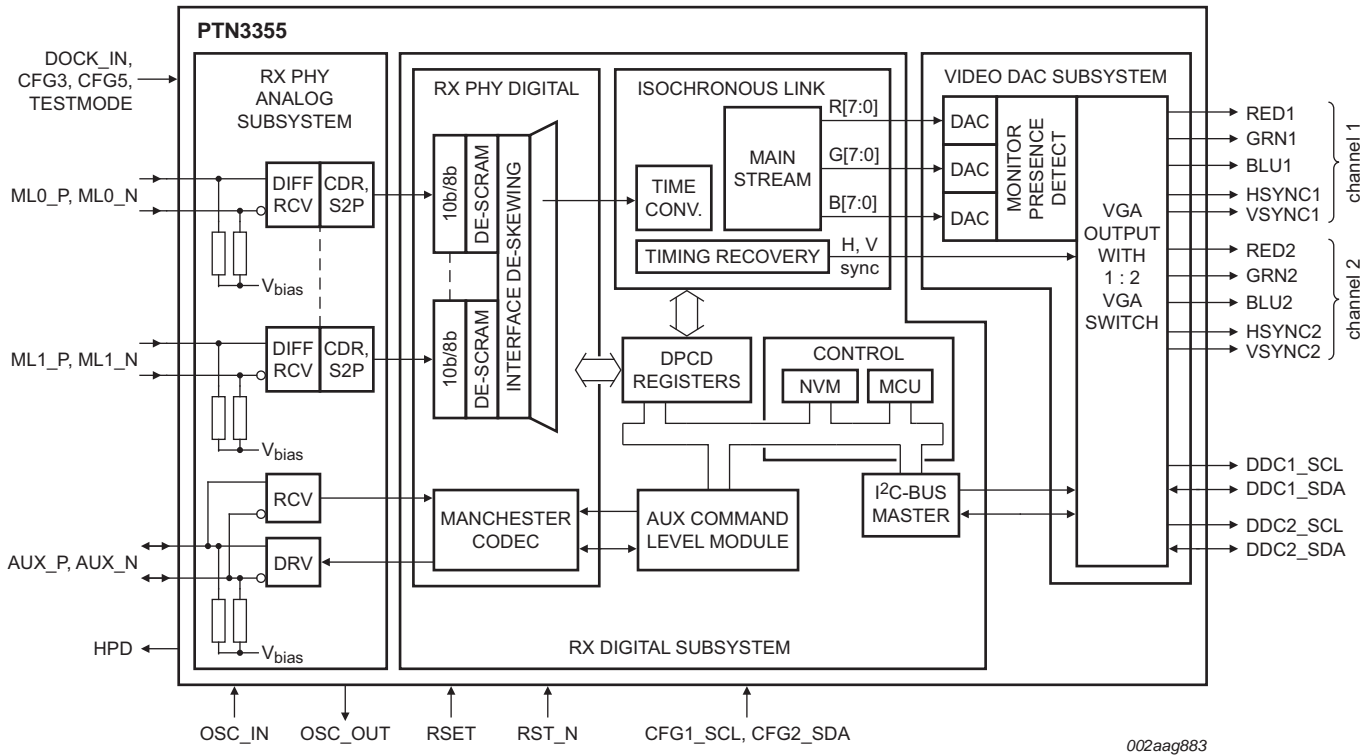 PTN3355
DOCK_IN,
CFG3, CFG5,
TESTMODE
RX PHY
ANALOG
SUBSYSTEM
RX PHY DIGITAL
ISOCHRONOUS LINK
VIDEO DAC SUBSYSTEM
ML0_P, ML0_N
DIFF
RCV
CDR,
S2P
Vbias
10b/8b
DE-SCRAM
INTERFACE DE-SKEWING
TIME
CONV.
MAIN
STREAM
R[7:0]
G[7:0]
B[7:0]
TIMING RECOVERY
H, V
sync
DAC
DAC
DAC
MONITOR
PRESENCE
DETECT
VGA
OUTPUT
WITH
1 : 2
VGA
SWITCH
RED1
GRN1
BLU1
HSYNC1
VSYNC1
channel 1
RED2
GRN2
BLU2
HSYNC2
VSYNC2
channel 2
ML1_P, ML1_N
DIFF
RCV
CDR,
S2P
Vbias
10b/8b
DE-SCRAM
DPCD
REGISTERS
CONTROL
NVM
MCU
AUX_P, AUX_N
RCV
DRV
Vbias
MANCHESTER
CODEC
AUX COMMAND
LEVEL MODULE
I2C-BUS
MASTER
DDC1_SCL
DDC1_SDA
DDC2_SCL
DDC2_SDA
HPD
RX DIGITAL SUBSYSTEM
OSC_IN
OSC_OUT
RSET
RST_N
CFG1_SCL, CFG2_SDA
002aag883